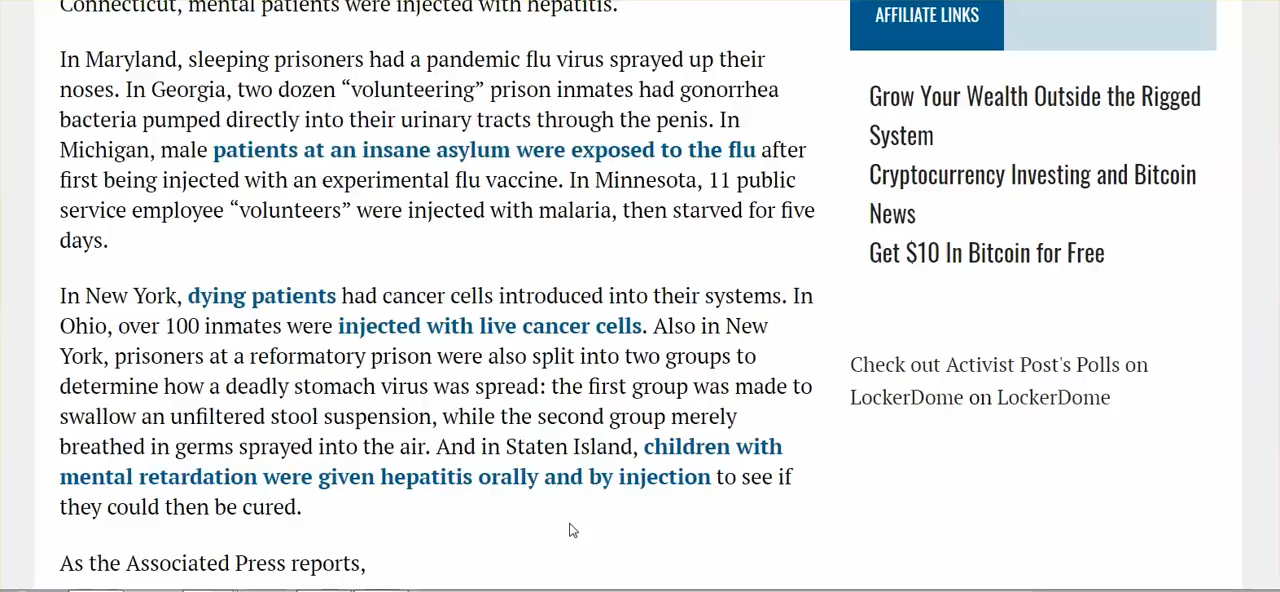 Connecticut, mental patients were injected with hepatitis.
In Maryland, sleeping prisoners had a pandemic flu virus sprayed up their
noses. In Georgia, two dozen “volunteering” prison inmates had gonorrhea
bacteria pumped directly into their urinary tracts through the penis. In
Michigan, male patients at an insane asylum were exposed to the flu after
first being injected with an experimental flu vaccine. In Minnesota, 11 public
service employee “volunteers” were injected with malaria, then starved for five
days.
In New York, dying patients had cancer cells introduced into their systems. In
Ohio, over 100 inmates were injected with live cancer cells. Also in New
York, prisoners at a reformatory prison were also split into two groups to
determine how a deadly stomach virus was spread: the first group was made to
swallow an unfiltered stool suspension, while the second group merely
breathed in germs sprayed into the air. And in Staten Island, children with
mental retardation were given hepatitis orally and by injection to see if
they could then be cured.
As the Associated Press reports,
AFFILIATE LINKS
Grow Your Wealth Outside the Rigged
System
Cryptocurrency Investing and Bitcoin
News
Get $10 In Bitcoin for Free
Check out Activist Post's Polls on
LockerDome on LockerDome